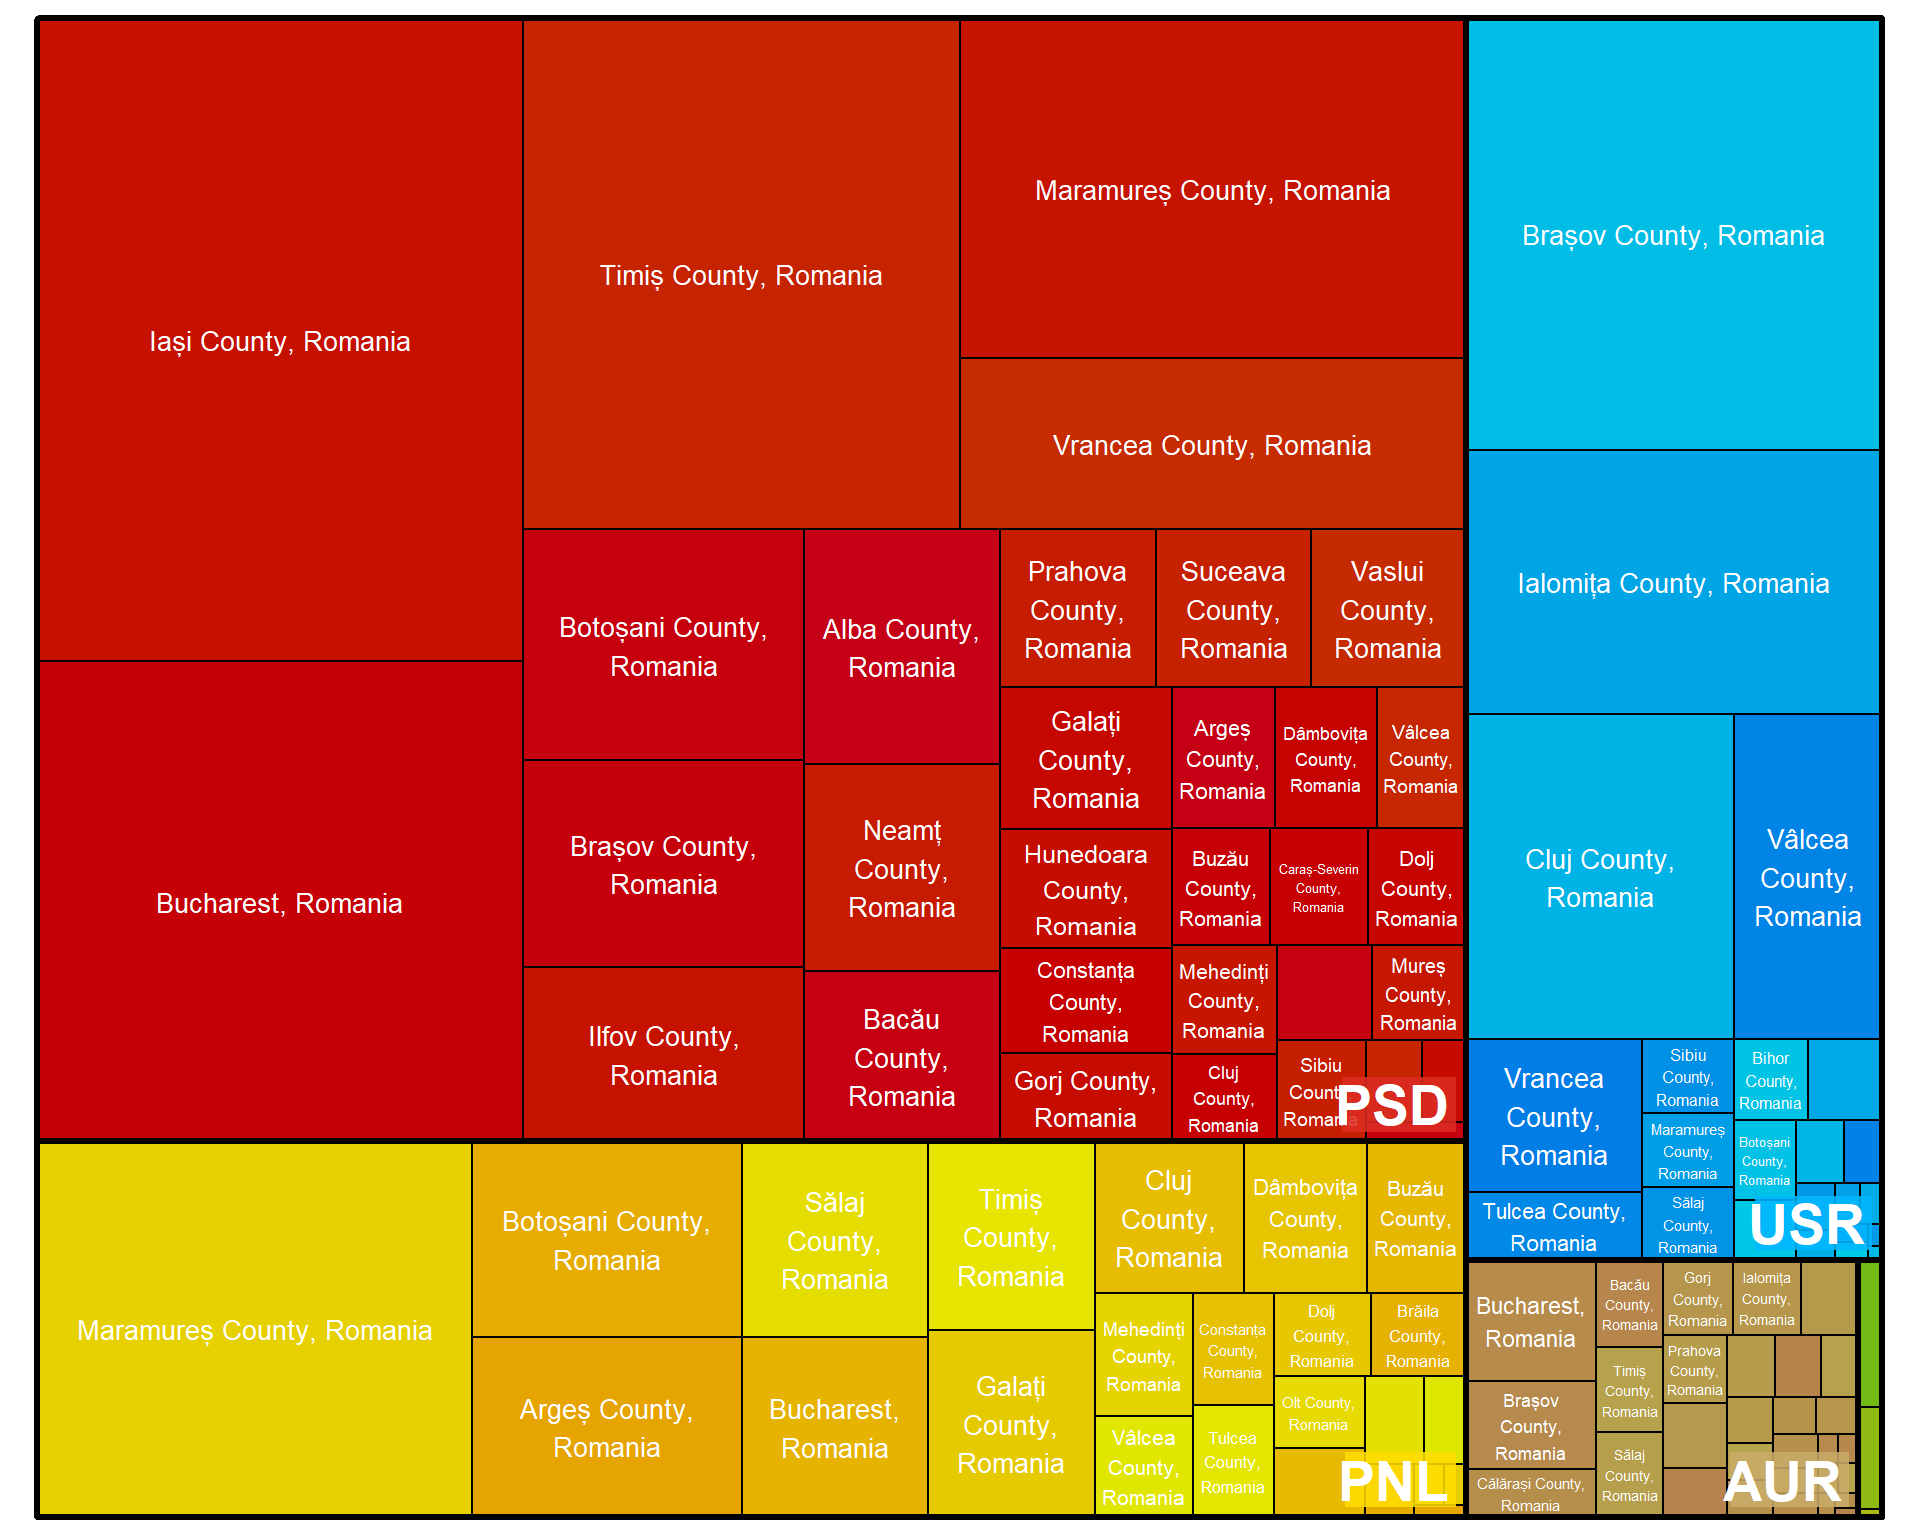 Iași County, Romania
Timiș County, Romania
Maramureș County, Romania
Vrancea County, Romania
Bucharest, Romania
Botoșani County,
Romania
Alba County,
Romania
Prahova
County,
Romania
Suceava
County,
Romania
Vaslui
County,
Romania
Brașov County,
Romania
Neamț
County,
Romania
Galați
County,
Romania
Argeș
County,
Romania
Dâmbovița
County,
Romania
Vâlcea
County,
Romania
Hunedoara
County,
Romania
Buzău
County,
Romania
Caraș-Severin
County,
Romania
Dolj
County,
Romania
Ilfov County,
Romania
Bacău
County,
Romania
Constanța
County,
Romania
Mehedinți
County,
Romania
Mureș
County,
Romania
Gorj County,
Romania
Cluj
County,
Romania
Sibiu
County,
Romania
PSD
Brașov County, Romania
Ialomița County, Romania
Cluj County,
Romania
Vâlcea
County,
Romania
Vrancea
County,
Romania
Sibiu
County,
Romania
Bihor
County,
Romania
Maramureș
County,
Romania
Botoșani
County,
Romania
Tulcea County,
Romania
Sălaj
County,
Romania
USR
Maramureș County, Romania
Botoșani County,
Romania
Argeș County,
Romania
Sălaj
County,
Romania
Bucharest,
Romania
Timiș
County,
Romania
Galați
County,
Romania
Cluj
County,
Romania
Dâmbovița
County,
Romania
Buzău
County,
Romania
Mehedinți
County,
Romania
Constanța
County,
Romania
Dolj
County,
Romania
Brăila
County,
Romania
Olt County,
Romania
Vâlcea
County,
Romania
Tulcea
County,
Romania
PNL
Bucharest,
Romania
Bacău
County,
Romania
Gorj
County,
Romania
Ialomița
County,
Romania
Prahova
County,
Romania
Timiș
County,
Romania
Brașov
County,
Romania
Sălaj
County,
Romania
Călărași County,
Romania
AUR